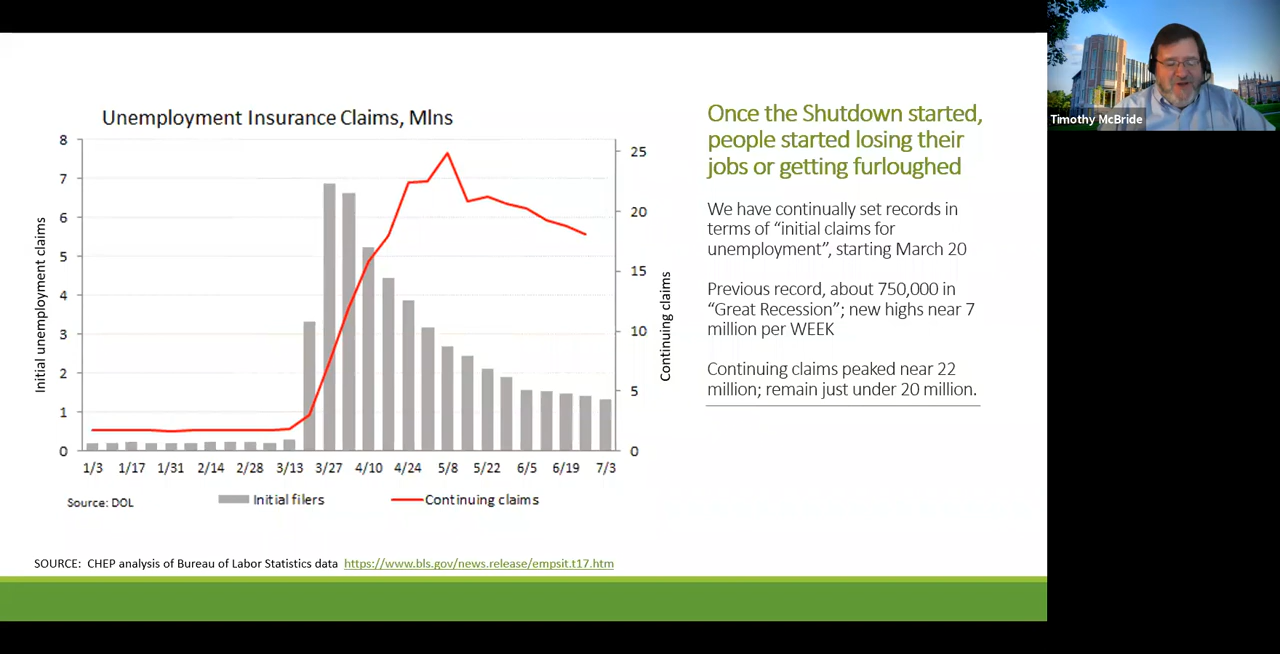 Unemployment Insurance Claims, Mlns
8
7
6
5
4
3
2
1
0
Initial unemployment claims
25
20
15
10
5
0
Continuing claims
1/3 1/17 1/31 2/14 2/28 3/13 3/27 4/10 4/24 5/8 5/22 6/5 6/19 7/3
Source: DOL
Initial filers
Continuing claims
Once the Shutdown started,
people started losing their
jobs or getting furloughed
We have continually set records in
terms of “initial claims for
unemployment”, starting March 20
Previous record, about 750,000 in
“Great Recession”; new highs near 7
million per WEEK
Continuing claims peaked near 22
million; remain just under 20 million.
SOURCE: CHEP analysis of Bureau of Labor Statistics data https://www.bls.gov/news.release/empsit.t17.htm
Timothy McBride